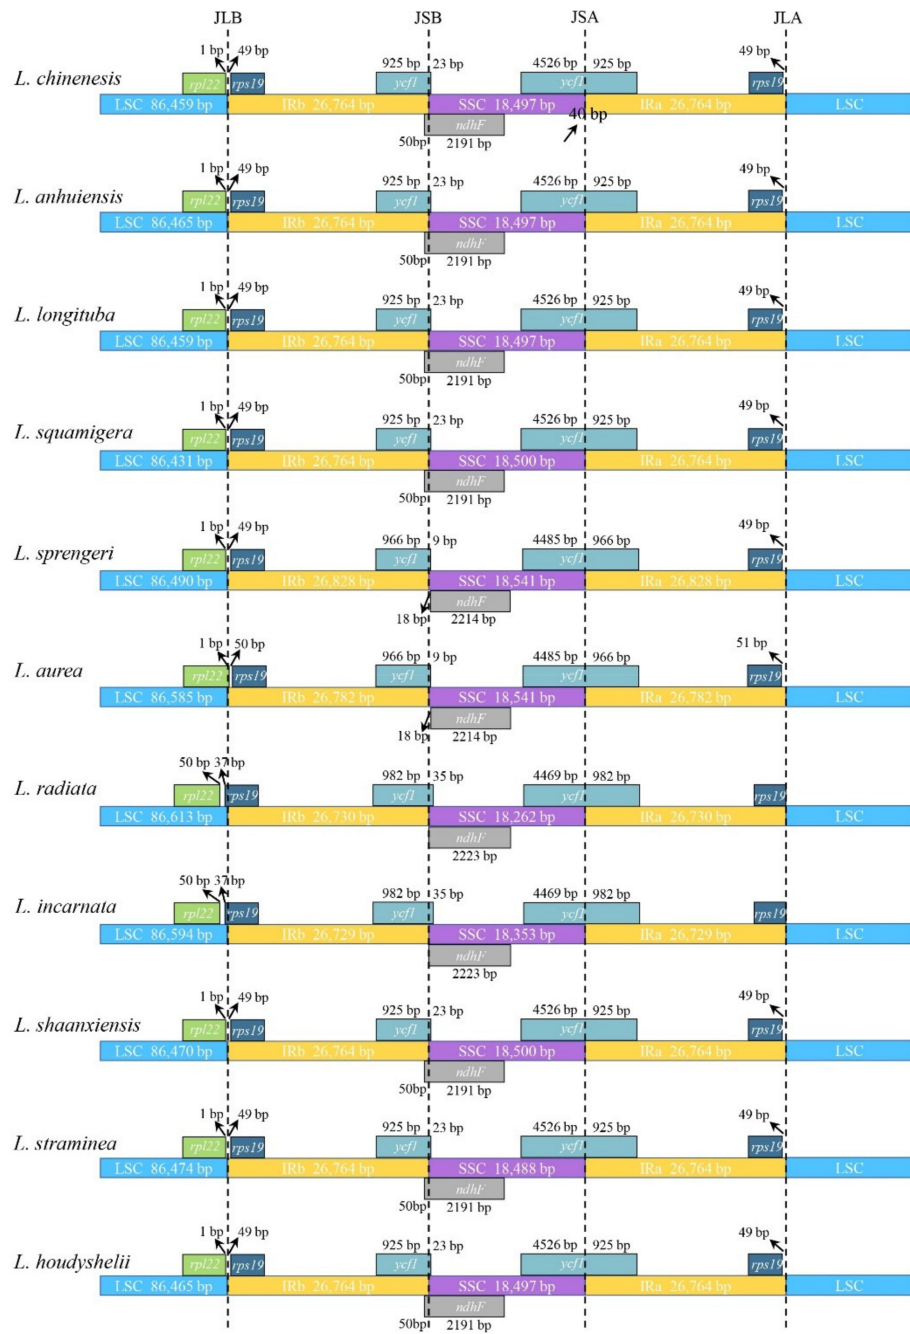 JLB JSB JSA JLA
1 bp 49 bp 925 bp 23 bp 4526 bp 925 bp 49 bp
L. chinenesis rpl22 rps19 ycf1 ycf1 rps19
LSC 86,459 bp IRb 26,764 bp SSC 18,497 bp IRa 26,764 bp LSC
ndhF 40 bp
50bp 2191 bp
1 bp 49 bp 925 bp 23 bp 4526 bp 925 bp 49 bp
L. anhuiensis rpl22 rps19 ycf1 ycf1 rps19
LSC 86,465 bp IRb 26,764 bp SSC 18,497 bp IRa 26,764 bp LSC
ndhF
50bp 2191 bp
1 bp 49 bp 925 bp 23 bp 4526 bp 925 bp 49 bp
L. longituba rpl22 rps19 ycf1 ycf1 rps19
LSC 86,459 bp IRb 26,764 bp SSC 18,497 bp IRa 26,764 bp LSC
ndhF
50bp 2191 bp
1 bp 49 bp 925 bp 23 bp 4526 bp 925 bp 49 bp
L. squamigera rpl22 rps19 ycf1 ycf1 rps19
LSC 86,431 bp IRb 26,764 bp SSC 18,500 bp IRa 26,764 bp LSC
ndhF
50bp 2191 bp
1 bp 49 bp 966 bp 9 bp 4485 bp 966 bp 49 bp
L. sprengeri rpl22 rps19 ycf1 ycf1 rps19
LSC 86,490 bp IRb 26,828 bp SSC 18,541 bp IRa 26,828 bp LSC
ndhF
18 bp 2214 bp
1 bp 50 bp 966 bp 9 bp 4485 bp 966 bp 51 bp
L. aurea rpl22 rps19 ycf1 ycf1 rps19
LSC 86,585 bp IRb 26,782 bp SSC 18,541 bp IRa 26,782 bp LSC
ndhF
18 bp 2214 bp
50 bp 37 bp 982 bp 35 bp 4469 bp 982 bp
L. radiata rpl22 rps19 ycf1 ycf1 rps19
LSC 86,613 bp IRb 26,730 bp SSC 18,262 bp IRa 26,730 bp LSC
ndhF
2223 bp
50 bp 37 bp 982 bp 35 bp 4469 bp 982 bp
L. incarnata rpl22 rps19 ycf1 ycf1 rps19
LSC 86,594 bp IRb 26,729 bp SSC 18,353 bp IRa 26,729 bp LSC
ndhF
2223 bp
1 bp 49 bp 925 bp 23 bp 4526 bp 925 bp 49 bp
L. shaanxiensis rpl22 rps19 ycf1 ycf1 rps19
LSC 86,470 bp IRb 26,764 bp SSC 18,500 bp IRa 26,764 bp LSC
ndhF
50bp 2191 bp
1 bp 49 bp 925 bp 23 bp 4526 bp 925 bp 49 bp
L. straminea rpl22 rps19 ycf1 ycf1 rps19
LSC 86,474 bp IRb 26,764 bp SSC 18,488 bp IRa 26,764 bp LSC
ndhF
50bp 2191 bp
1 bp 49 bp 925 bp 23 bp 4526 bp 925 bp 49 bp
L. houdyshelii rpl22 rps19 ycf1 ycf1 rps19
LSC 86,465 bp IRb 26,764 bp SSC 18,497 bp IRa 26,764 bp LSC
ndhF
50bp 2191 bp